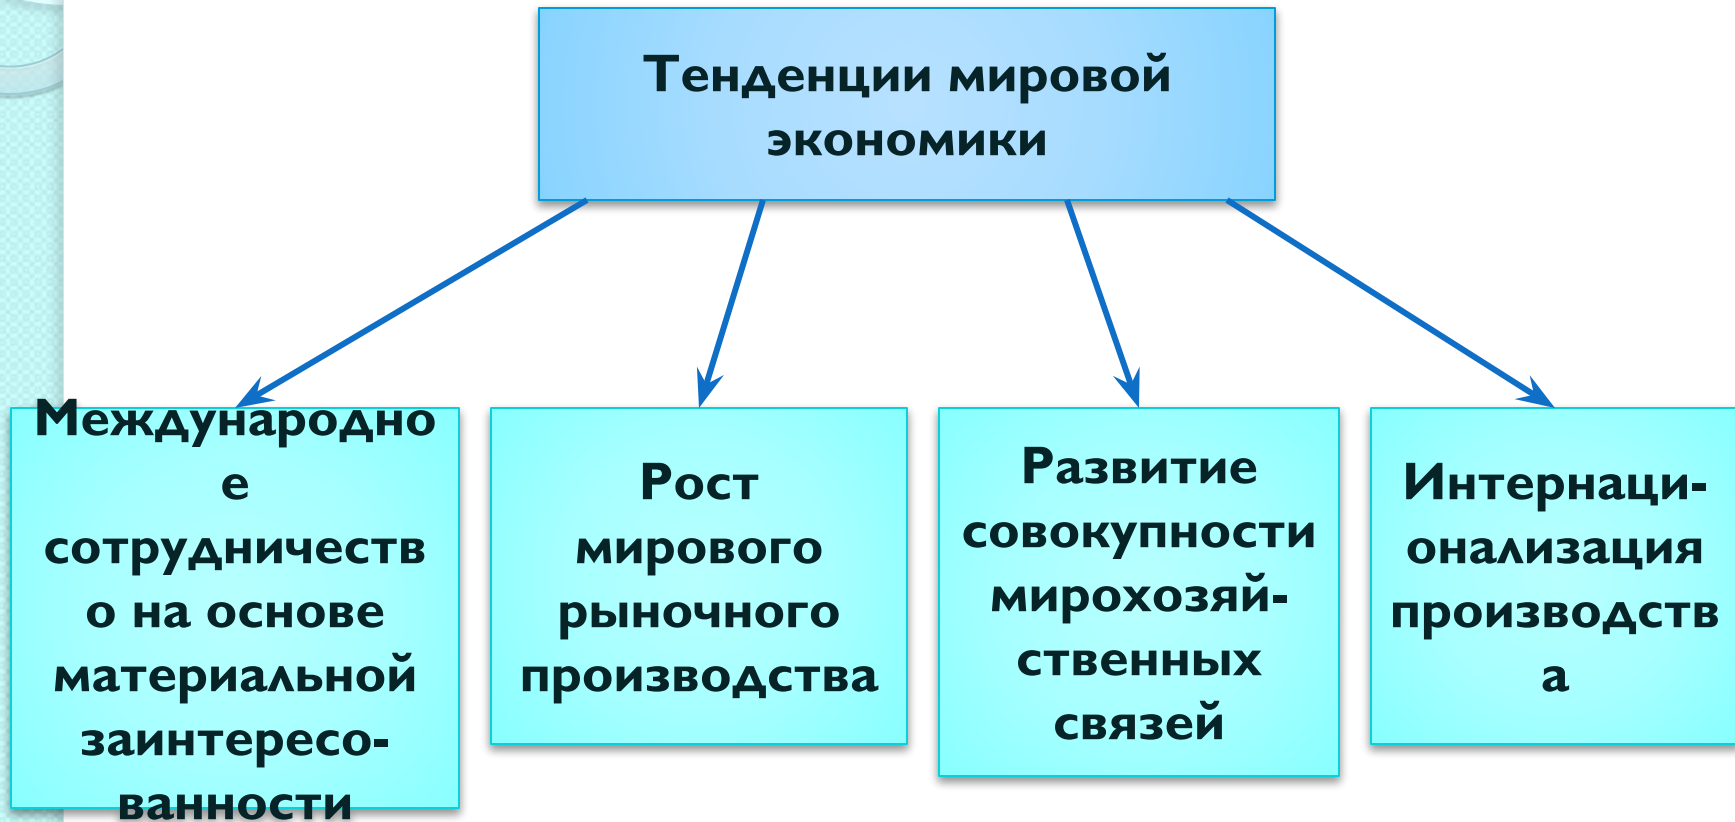 Тенденции мировой
экономики
Международно
е
сотрудничеств
о на основе
материальной
заинтересо-
ванности
Рост
мирового
рыночного
производства
Развитие
совокупности
мирохозяй-
ственных
связей
Интернаци-
онализация
производств
а